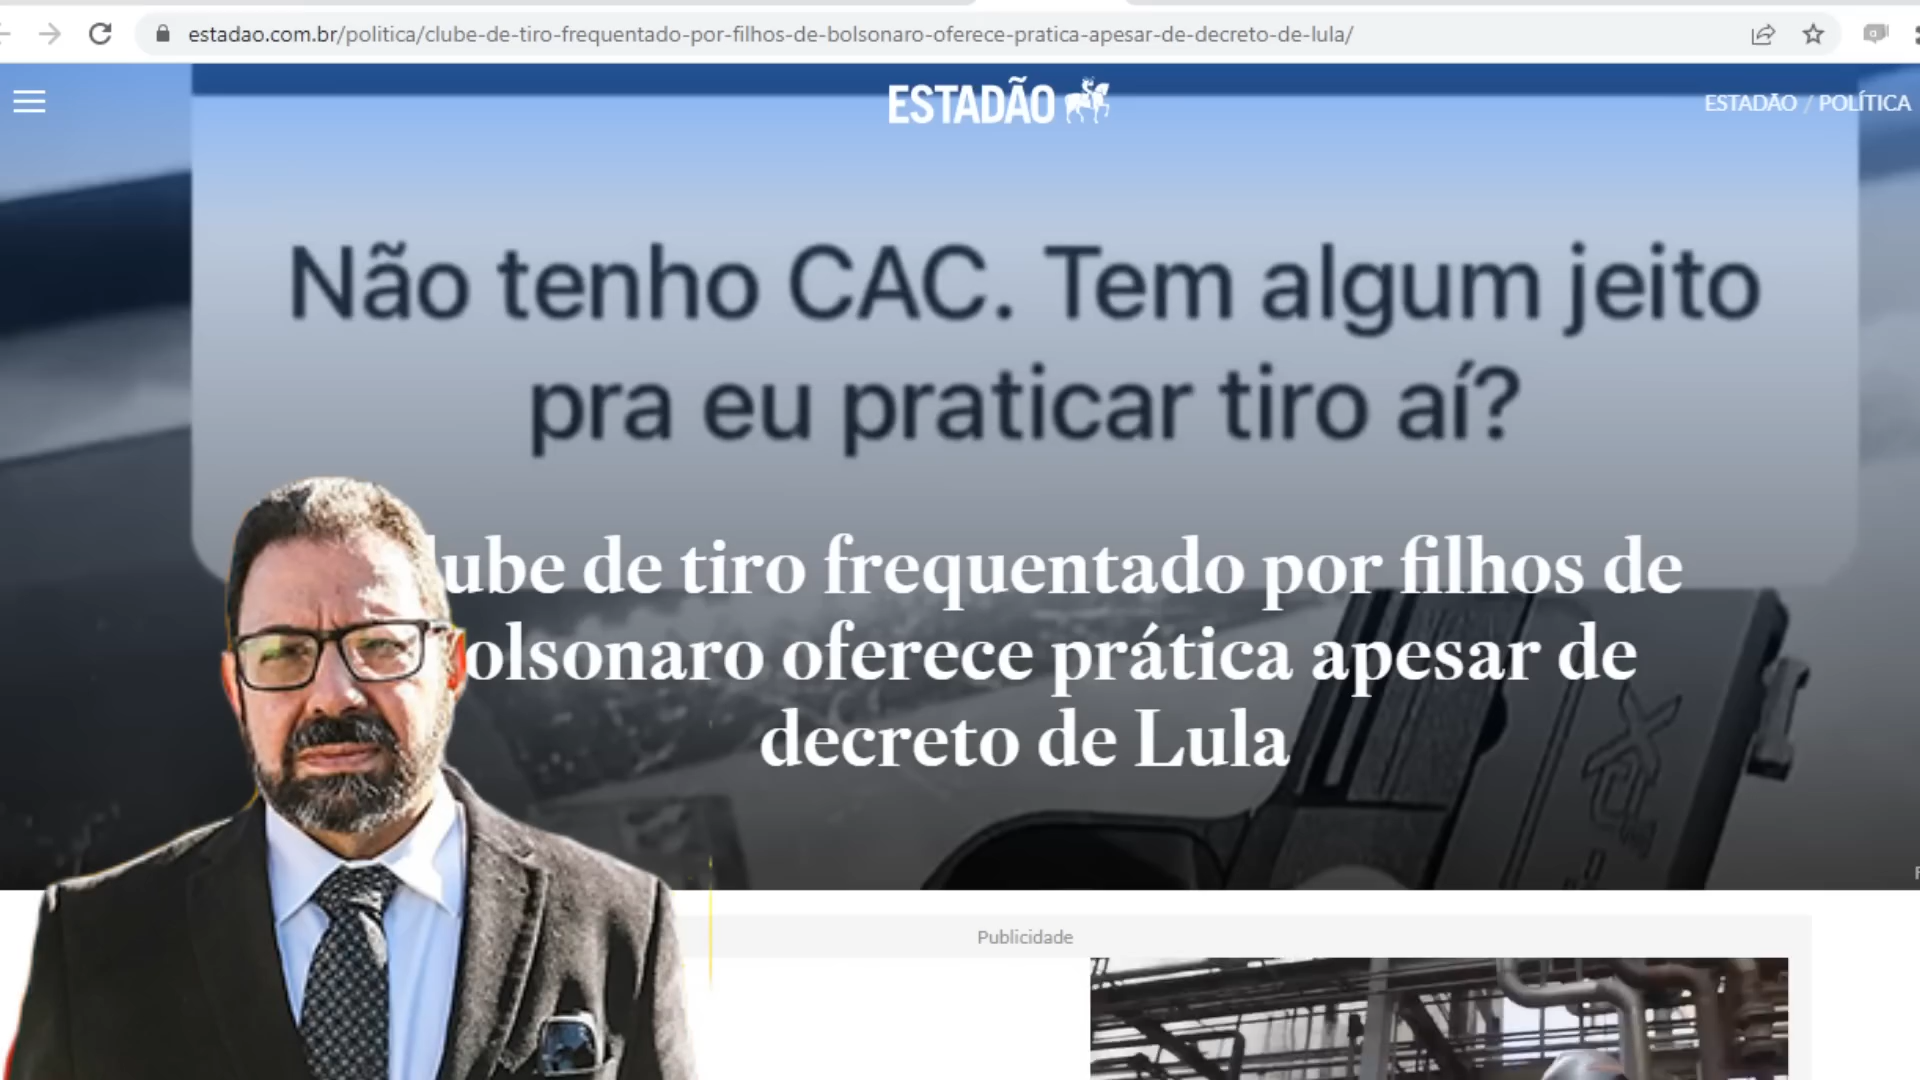 estadao.com.br/politica/clube-de-tiro-frequentado-por-filhos-de-bolsonaro-oferece-pratica-apesar-de-decreto-de-lula/
ESTADÃO
ESTADÃO / POLÍTICA
Não tenho CAC. Tem algum jeito
pra eu praticar tiro aí?
lube de tiro frequentado por filhos de
olsonaro oferece prática apesar de
decreto de Lula
Publicidade